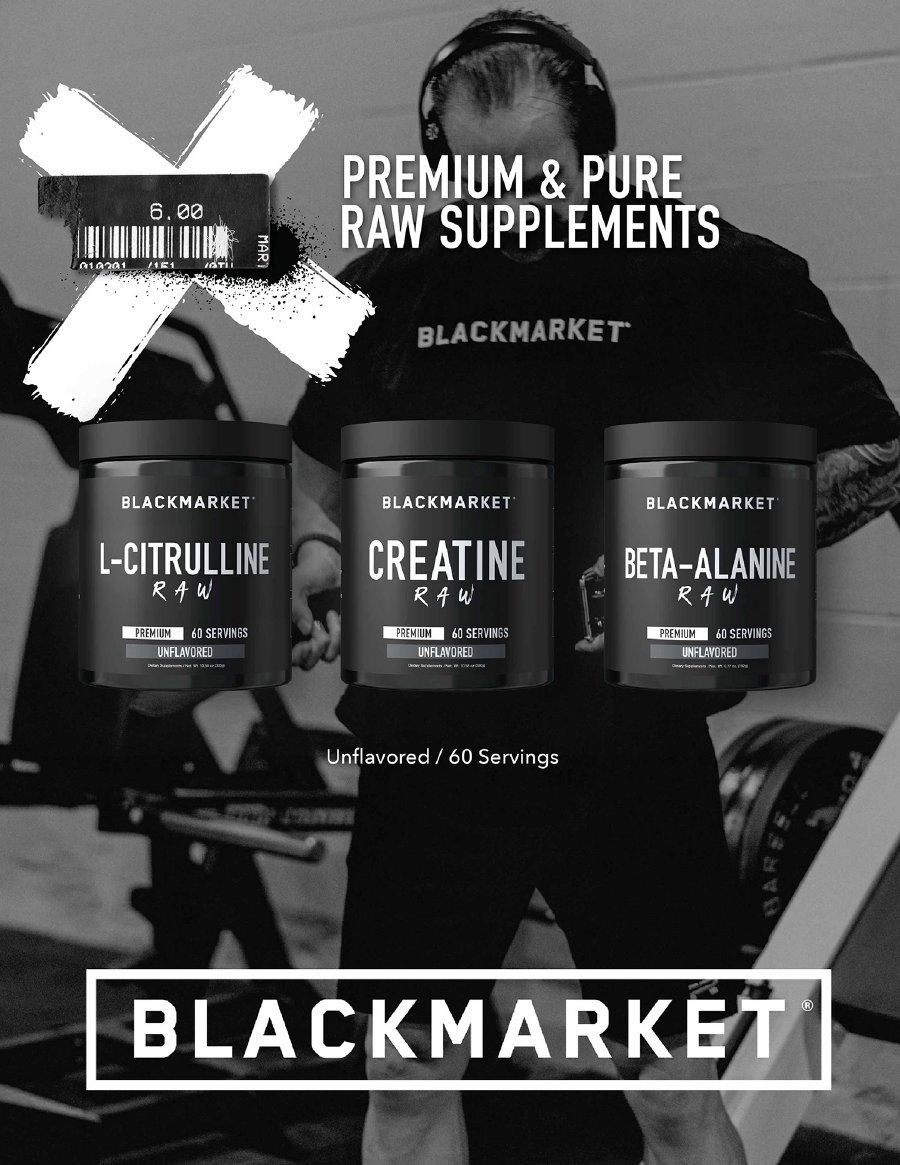 6.00
MAR
PREMIUM & PURE
RAW SUPPLEMENTS
BLACKMARKET
BLACKMARKET
L-CITRULLINE
RAW
PREMIUM 60 SERVINGS
UNFLAVORED
BLACKMARKET
CREATINE
RAW
PREMIUM 60 SERVINGS
UNFLAVORED
BLACKMARKET
BETA-ALANINE
RAW
PREMIUM 60 SERVINGS
UNFLAVORED
Unflavored / 60 Servings
BLACKMARKET®